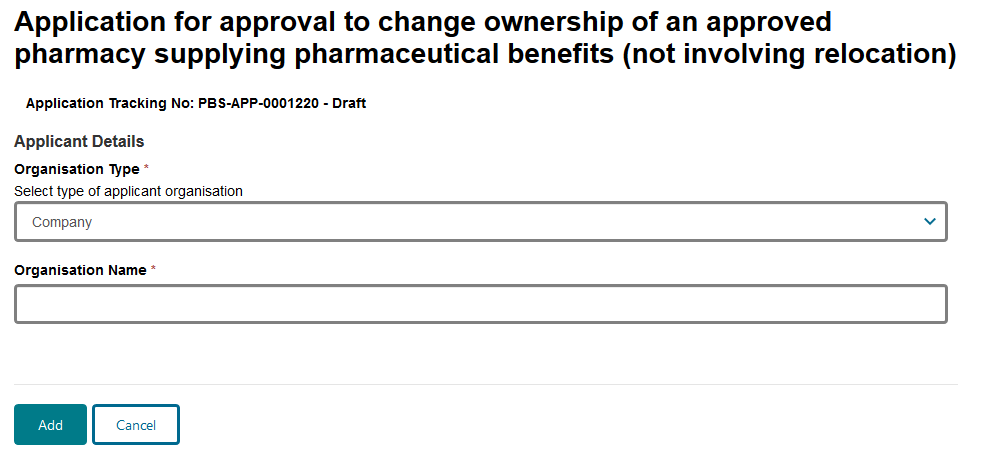 Application for approval to change ownership of an approved
pharmacy supplying pharmaceutical benefits (not involving relocation)
Application Tracking No: PBS-APP-0001220 - Draft
Applicant Details
Organisation Type *
Select type of applicant organisation
Company
Organisation Name *
Add Cancel